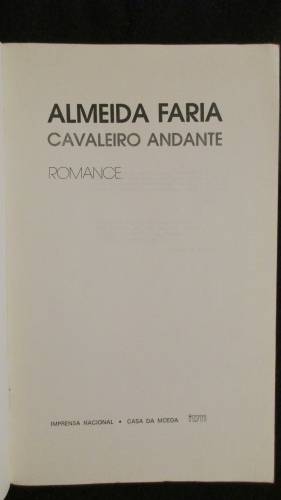 ALMEIDA FARIA
CAVALEIRO ANDANTE
ROMANCE
IMPRENSA NACIONAL • CASA DA MOEDA